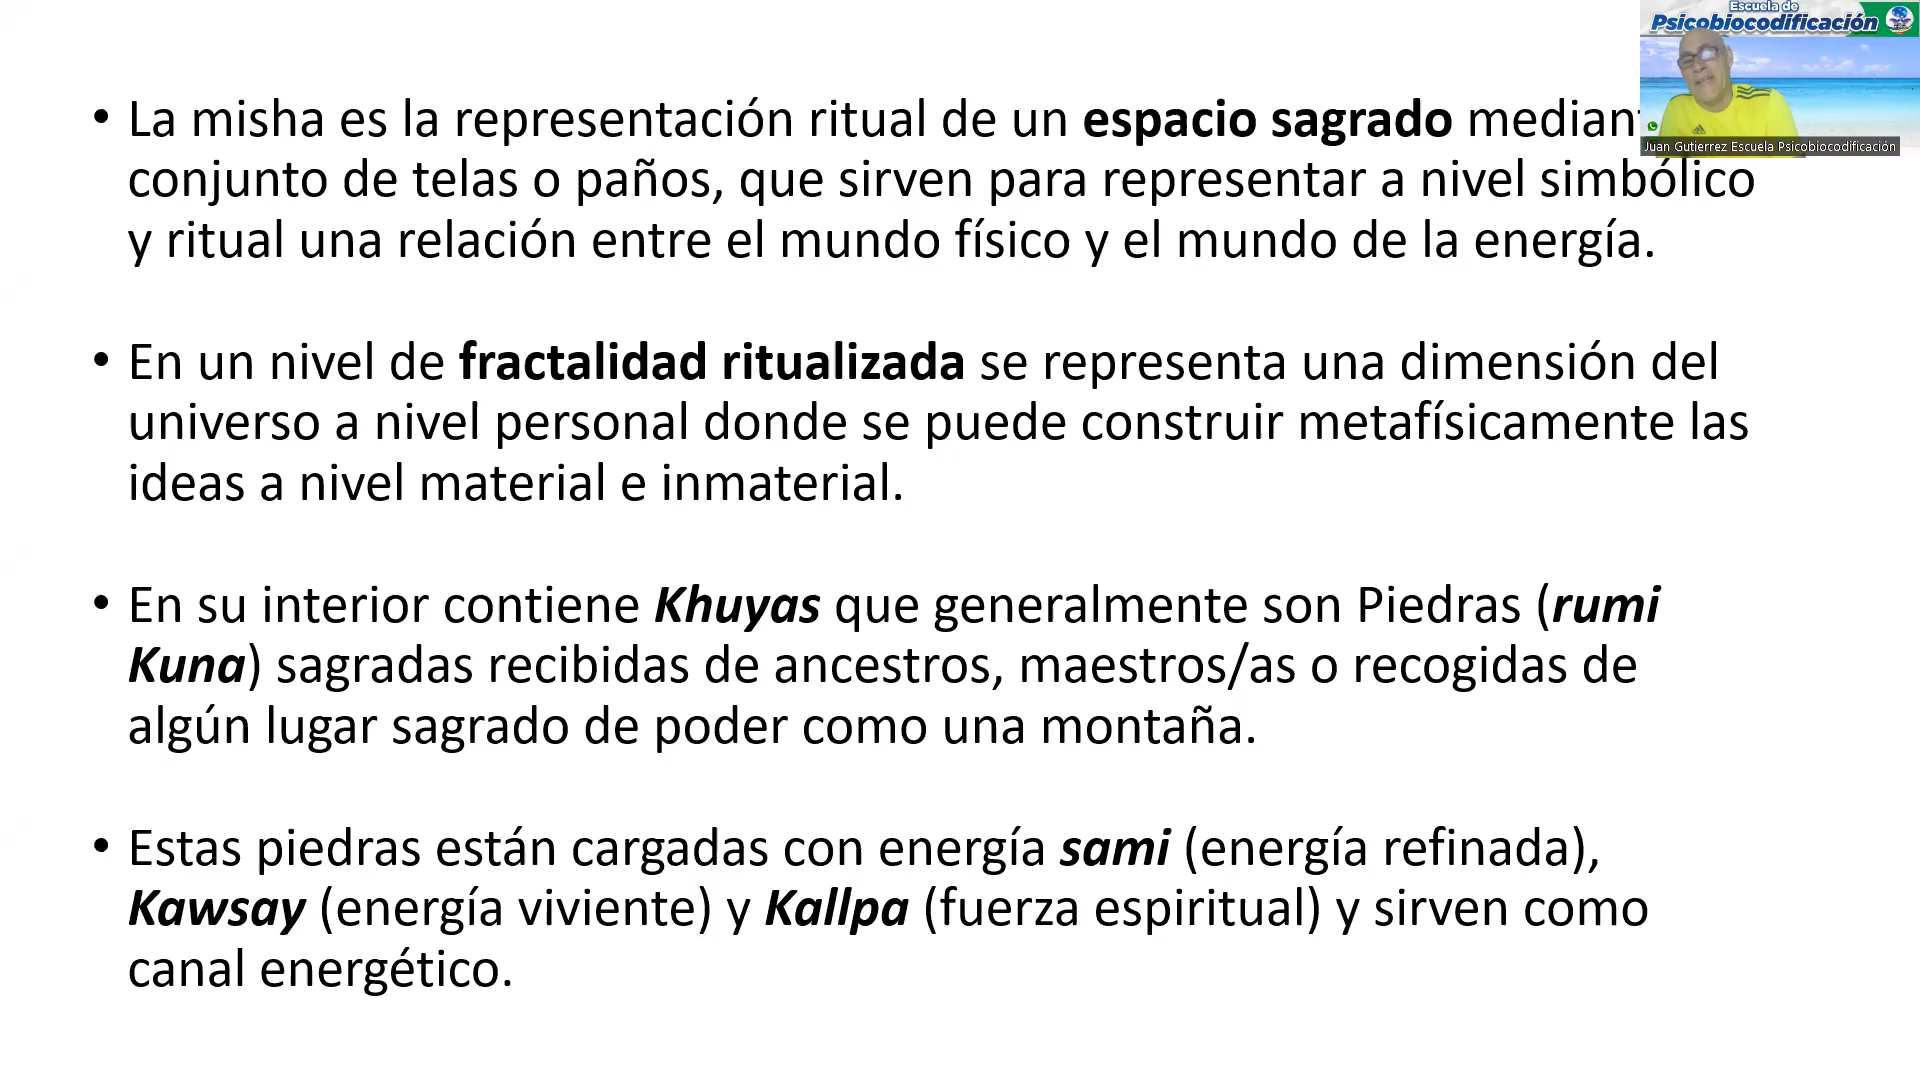 Escuela de
Psicobiocodificación
• La misha es la representación ritual de un espacio sagrado
Juan Gutierrez Escuela Psicobiocodificación
conjunto de telas o paños, que sirven para representar a nivel simbólico
y ritual una relación entre el mundo físico y el mundo de la energía.
• En un nivel de fractalidad ritualizada se representa una dimensión del
universo a nivel personal donde se puede construir metafísicamente las
ideas a nivel material e inmaterial.
• En su interior contiene Khuyas que generalmente son Piedras (rumi
Kuna) sagradas recibidas de ancestros, maestros/as o recogidas de
algún lugar sagrado de poder como una montaña.
• Estas piedras están cargadas con energía sami (energía refinada),
Kawsay (energía viviente) y Kallpa (fuerza espiritual) y sirven como
canal energético.